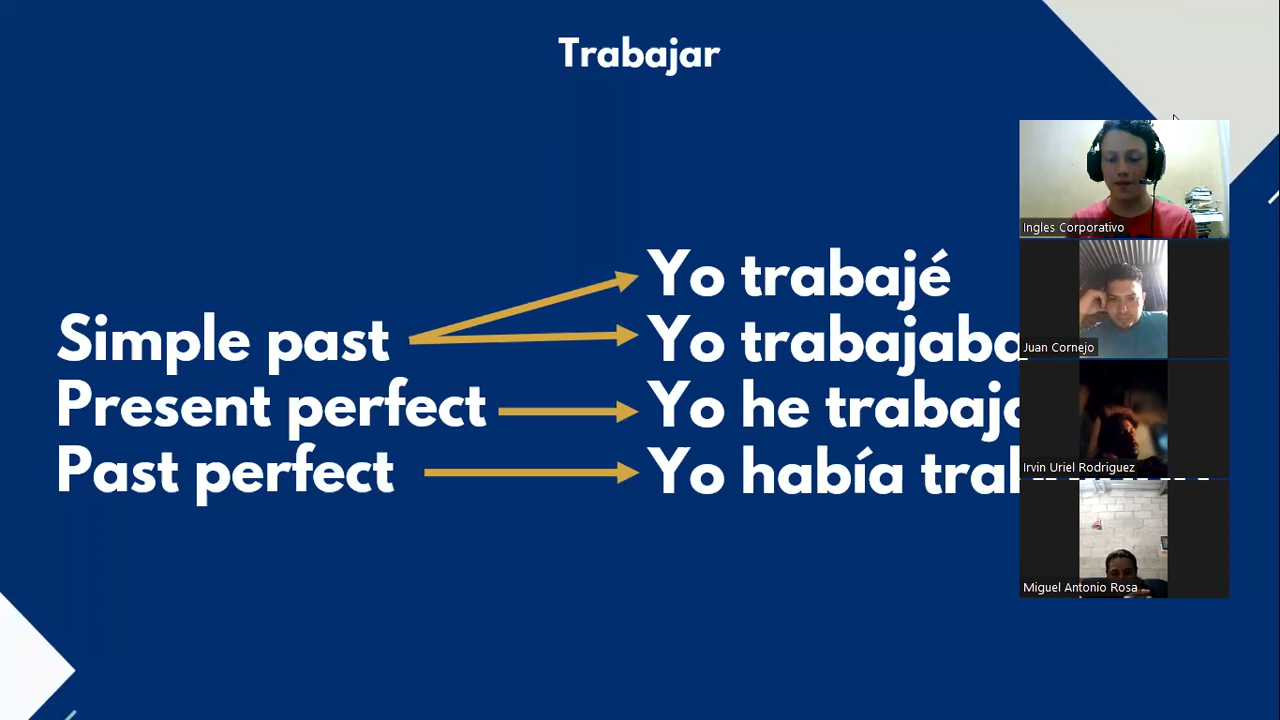 Trabajar
Yo trabajé
Simple past
Yo trabajaba
Present perfect
Yo he
Past perfect
Yo había
Ingles Corporativo
Juan Cornejo
Irvin Uriel Rodriguez
Miguel Antonio Rosa